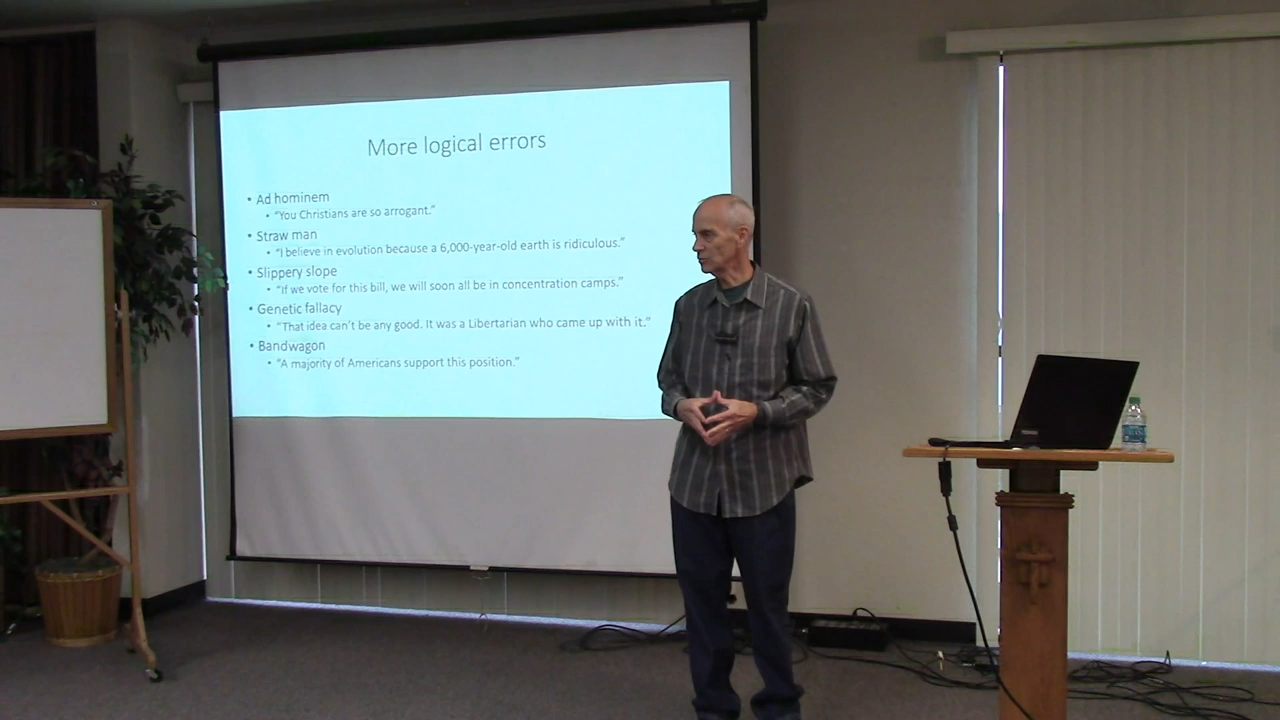 More logical errors
• Ad hominem
• "You Christians are so arrogant."
• Straw man
• "I believe in evolution because a 6,000-year-old earth is ridiculous."
• Slippery slope
• "If we vote for this bill, we will soon all be in concentration camps."
• Genetic fallacy
• "That idea can't be any good. It was a Libertarian who came up with it."
• Bandwagon
• "A majority of Americans support this position."